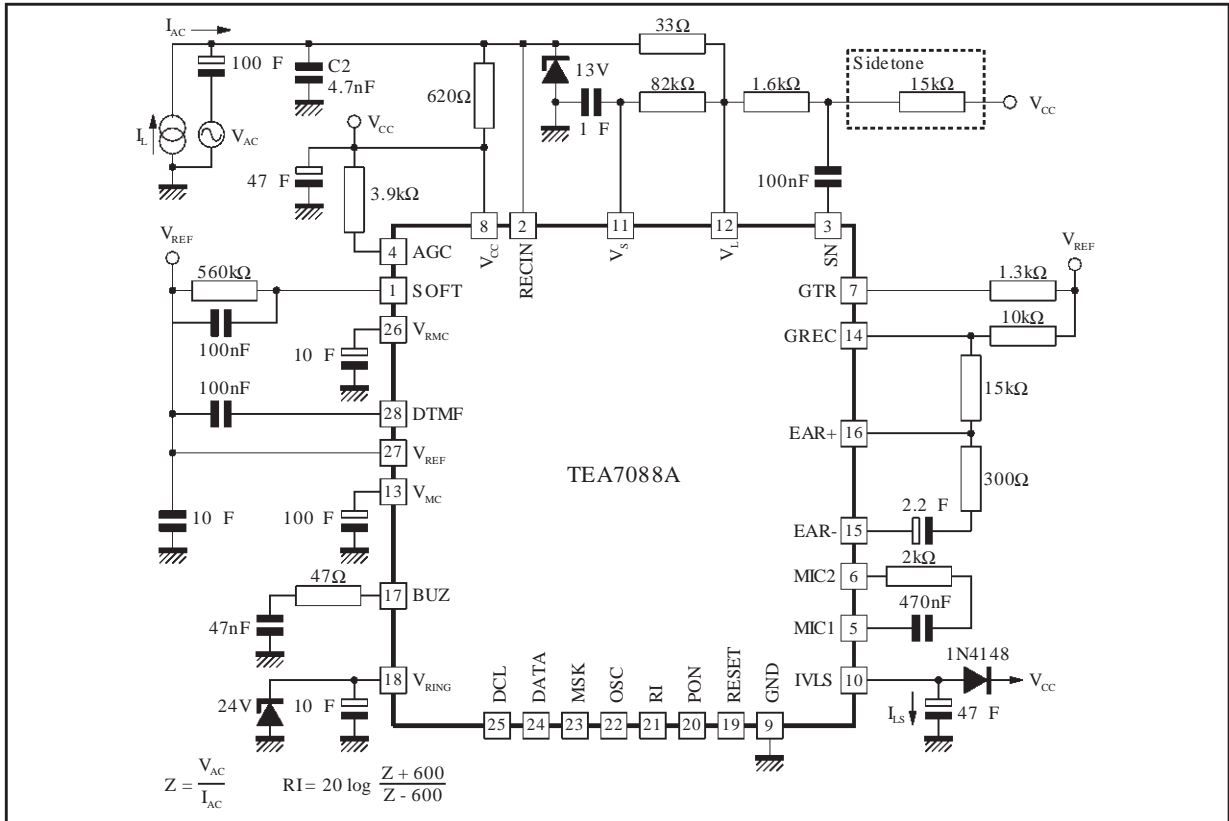 I_AC
33Ω
100 F
C2
4.7nF
13V
82kΩ
1.6kΩ
Sidetone
15kΩ
V_CC
620Ω
1 F
I_L
V_AC
V_CC
47 F
3.9kΩ
100nF
V_REF
8
2
11
12
3
V_REF
4
AGC
V_CC
RECIN
V_S
V_L
SN
560kΩ
1
SOFT
GTR
7
1.3kΩ
100nF
26
V_RMC
GREC
14
10kΩ
10 F
15kΩ
100nF
28
DTMF
EAR+
16
27
V_REF
TEA7088A
300Ω
13
V_MC
10 F
100 F
2.2 F
EAR-
15
2kΩ
47Ω
MIC2
6
17
BUZ
470nF
47nF
MIC1
5
1N4148
18
V_RING
DCL
DATA
MSK
OSC
RI
PON
RESET
GND
IVLS
10
V_CC
24V
10 F
25
24
23
22
21
20
19
9
I_LS
47 F
Z = V_AC / I_AC
RI = 20 log Z + 600 / Z - 600